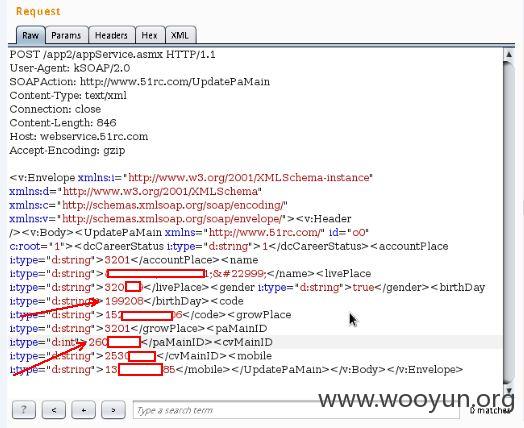 Request
Raw Params Headers Hex XML
POST /app2/appService.asmx HTTP/1.1
User-Agent: kSOAP/2.0
SOAPAction: http://www.51rc.com/UpdatePaMain
Content-Type: text/xml
Connection: close
Content-Length: 846
Host: webservice.51rc.com
Accept-Encoding: gzip
<v:Envelope xmlns:i="http://www.w3.org/2001/XMLSchema-instance"
xmlns:d="http://www.w3.org/2001/XMLSchema"
xmlns:c="http://schemas.xmlsoap.org/soap/encoding/"
xmlns:v="http://schemas.xmlsoap.org/soap/envelope/"><v:Header
/><v:Body><UpdatePaMain xmlns="http://www.51rc.com/" id="o0"
c:root="1"><dcCareerStatus i:type="d:string">1</dcCareerStatus><accountPlace
i:type="d:string">3201</accountPlace><name
i:type="d:string">1;&#22999;</name><livePlace
i:type="d:string">320</livePlace><gender i:type="d:string">true</gender><birthDay
i:type="d:string">199208</birthDay><code
i:type="d:string">152 06</code><growPlace
i:type="d:string">3201</growPlace><paMainID
i:type="d:int">260</paMainID><cvMainID
i:type="d:string">2530</cvMainID><mobile
i:type="d:string">13 85</mobile></UpdatePaMain></v:Body></v:Envelope>
? < + > Type a search term 0 matches
www.wooyun.org